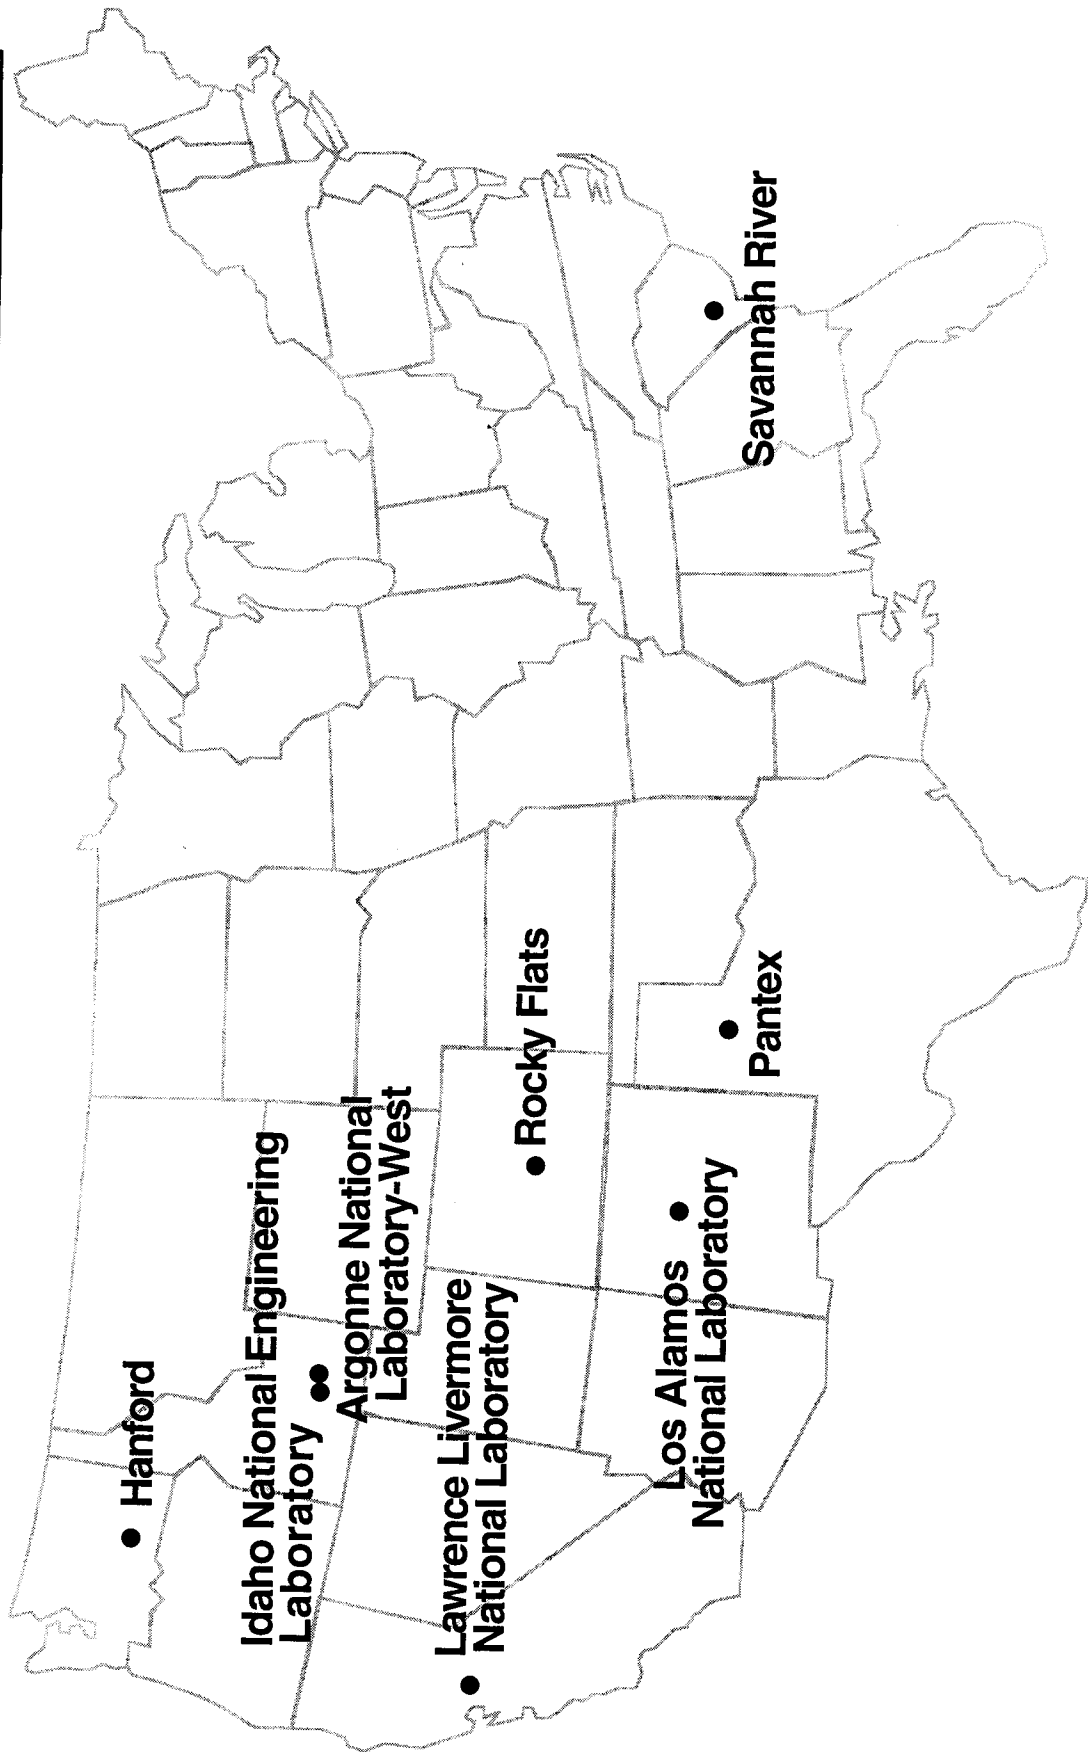 Hanford
Idaho National Engineering
Laboratory
Argonne National
Laboratory-West
Lawrence Livermore
National Laboratory
Rocky Flats
Los Alamos
National Laboratory
Pantex
Savannah River